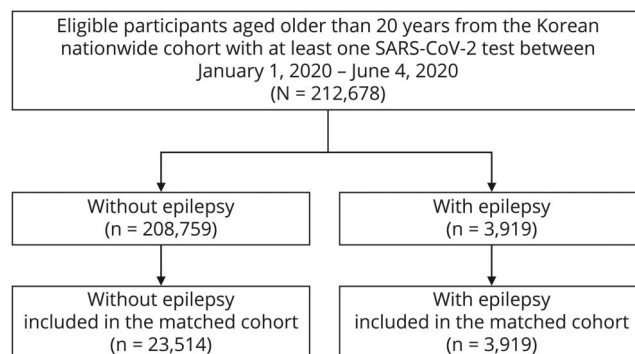 Eligible participants aged older than 20 years from the Korean
nationwide cohort with at least one SARS-CoV-2 test between
January 1, 2020 – June 4, 2020
(N = 212,678)
Without epilepsy
(n = 208,759)
With epilepsy
(n = 3,919)
Without epilepsy
included in the matched cohort
(n = 23,514)
With epilepsy
included in the matched cohort
(n = 3,919)